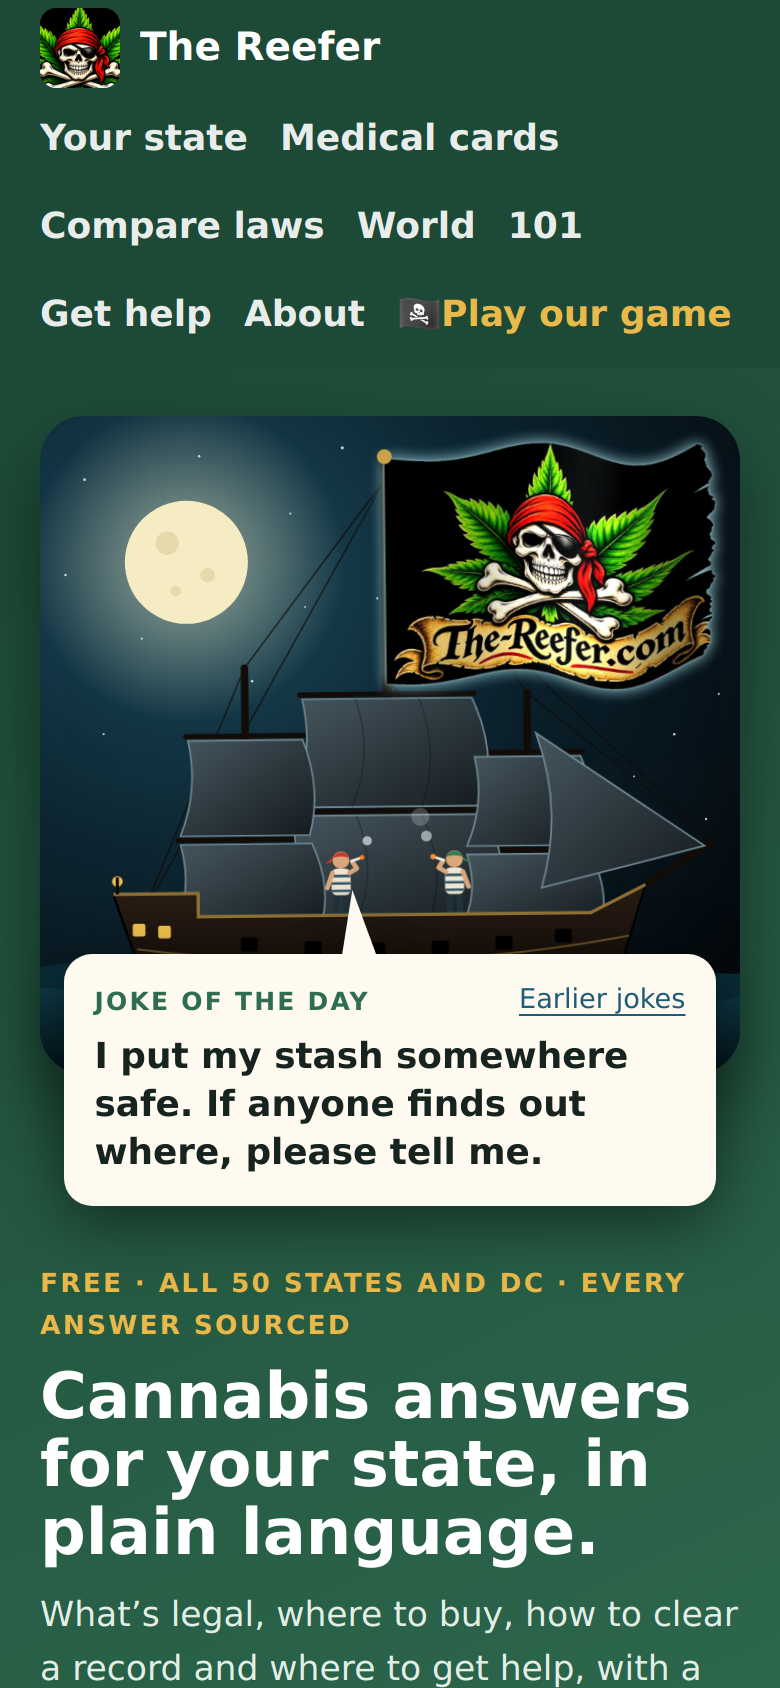 The Reefer
Your state Medical cards
Compare laws World 101
Get help About Play our game
The-Reefer.com
JOKE OF THE DAY Earlier jokes
I put my stash somewhere
safe. If anyone finds out
where, please tell me.
FREE · ALL 50 STATES AND DC · EVERY
ANSWER SOURCED
Cannabis answers
for your state, in
plain language.
What’s legal, where to buy, how to clear
a record and where to get help, with a